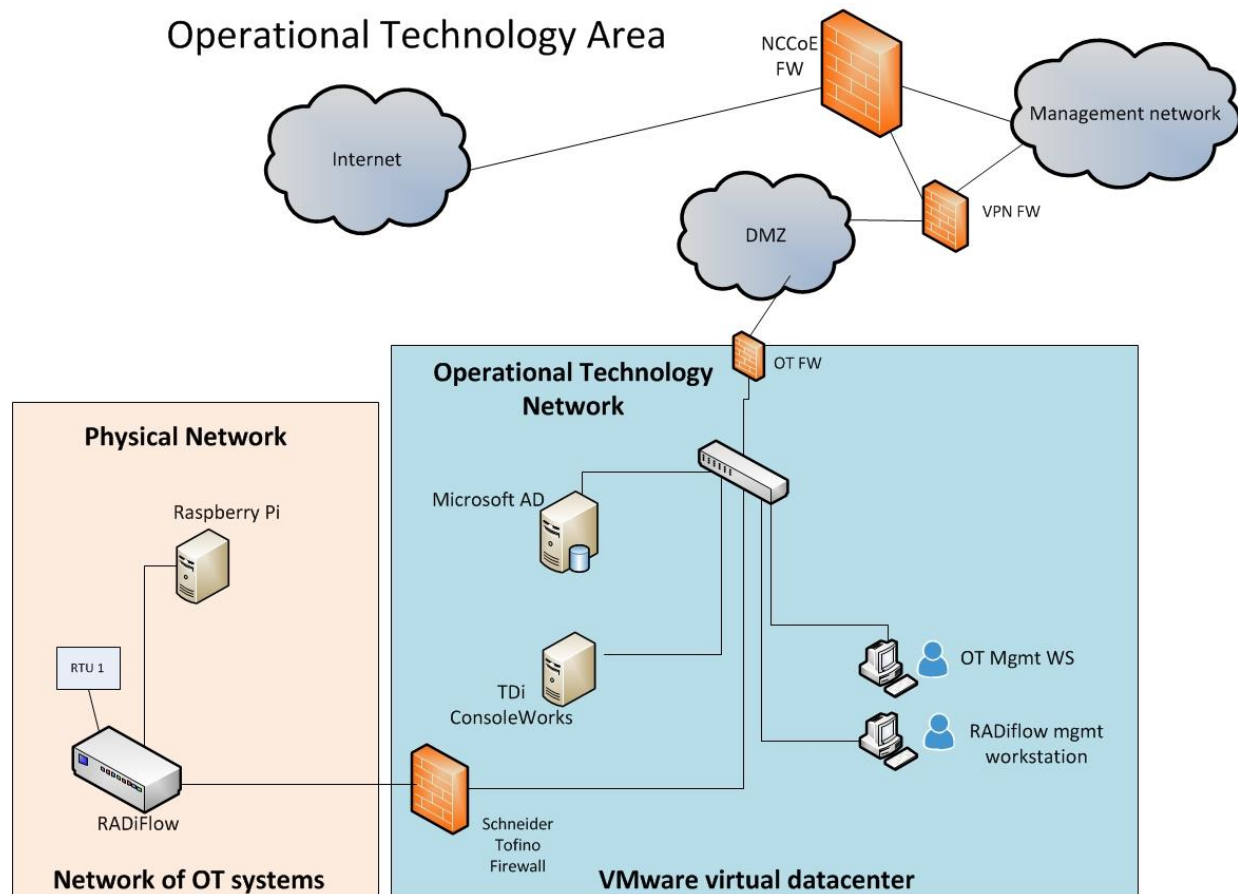 Operational Technology Area
NCCoE
FW
Management network
Internet
VPN FW
DMZ
OT FW
Operational Technology
Network
Physical Network
Microsoft AD
Raspberry Pi
RTU 1
OT Mgmt WS
TDi
ConsoleWorks
RADiflow mgmt
workstation
RADiFlow
Schneider
Tofino
Firewall
Network of OT systems
VMware virtual datacenter